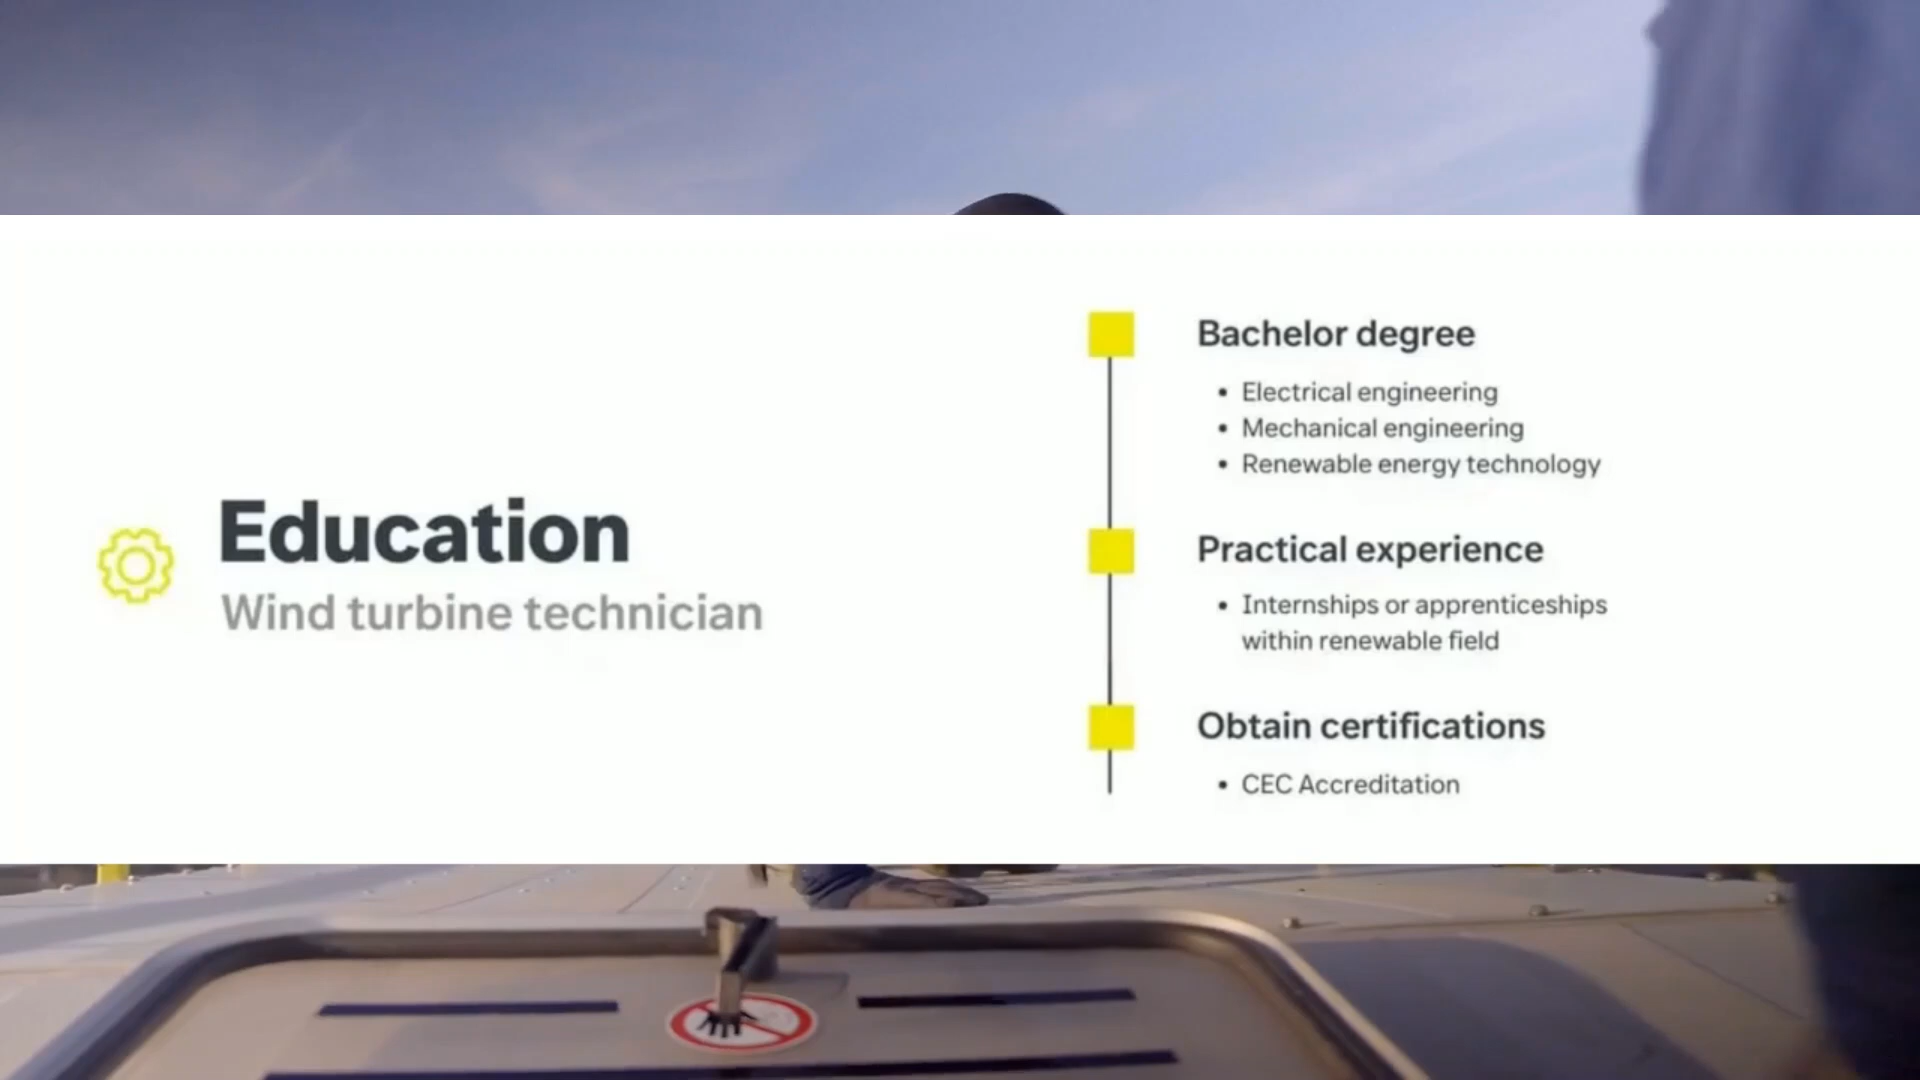 Education
Wind turbine technician
Bachelor degree
• Electrical engineering
• Mechanical engineering
• Renewable energy technology
Practical experience
• Internships or apprenticeships
within renewable field
Obtain certifications
• CEC Accreditation